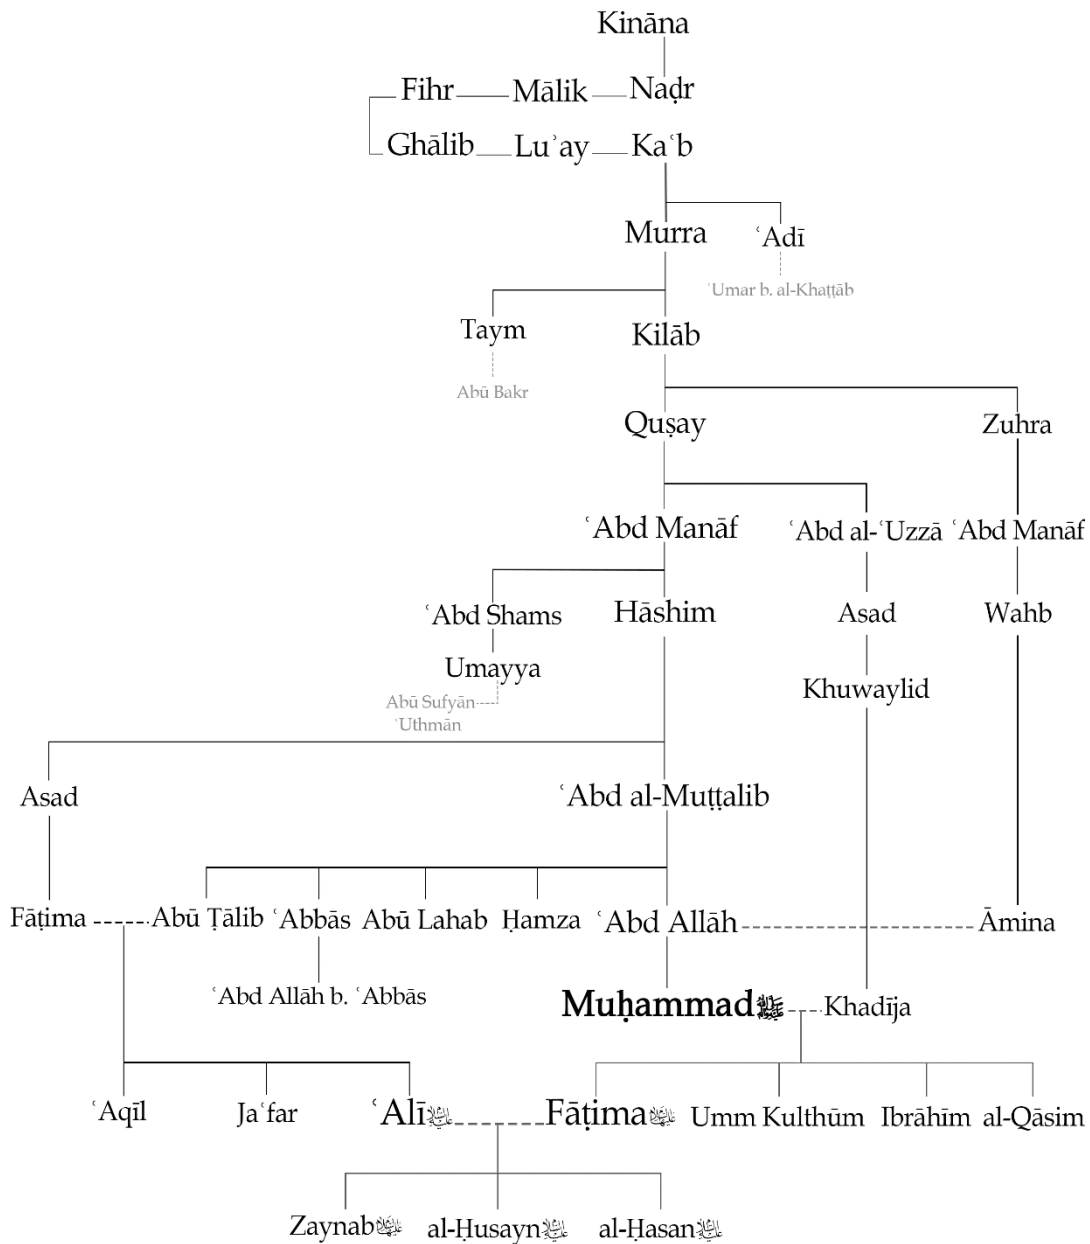 Kināna
Fihr Mālik Naḍr
Ghālib Luʾay Kaʿb
Murra ʿAdī
ʿUmar b. al-Khaṭṭāb
Taym Kilāb
Abū Bakr
Quṣay Zuhra
ʿAbd Manāf ʿAbd al-ʿUzzā ʿAbd Manāf
ʿAbd Shams Hāshim Asad Wahb
Umayya
Khuwaylid
Abū Sufyān
ʿUthmān
Asad ʿAbd al-Muṭṭalib
Fāṭima Abū Ṭālib ʿAbbās Abū Lahab Ḥamza ʿAbd Allāh Āmina
ʿAbd Allāh b. ʿAbbās
Muḥammad Khadīja
ʿAqīl Jaʿfar ʿAlī Fāṭima Umm Kulthūm Ibrāhīm al-Qāsim
Zaynab al-Ḥusayn al-Ḥasan